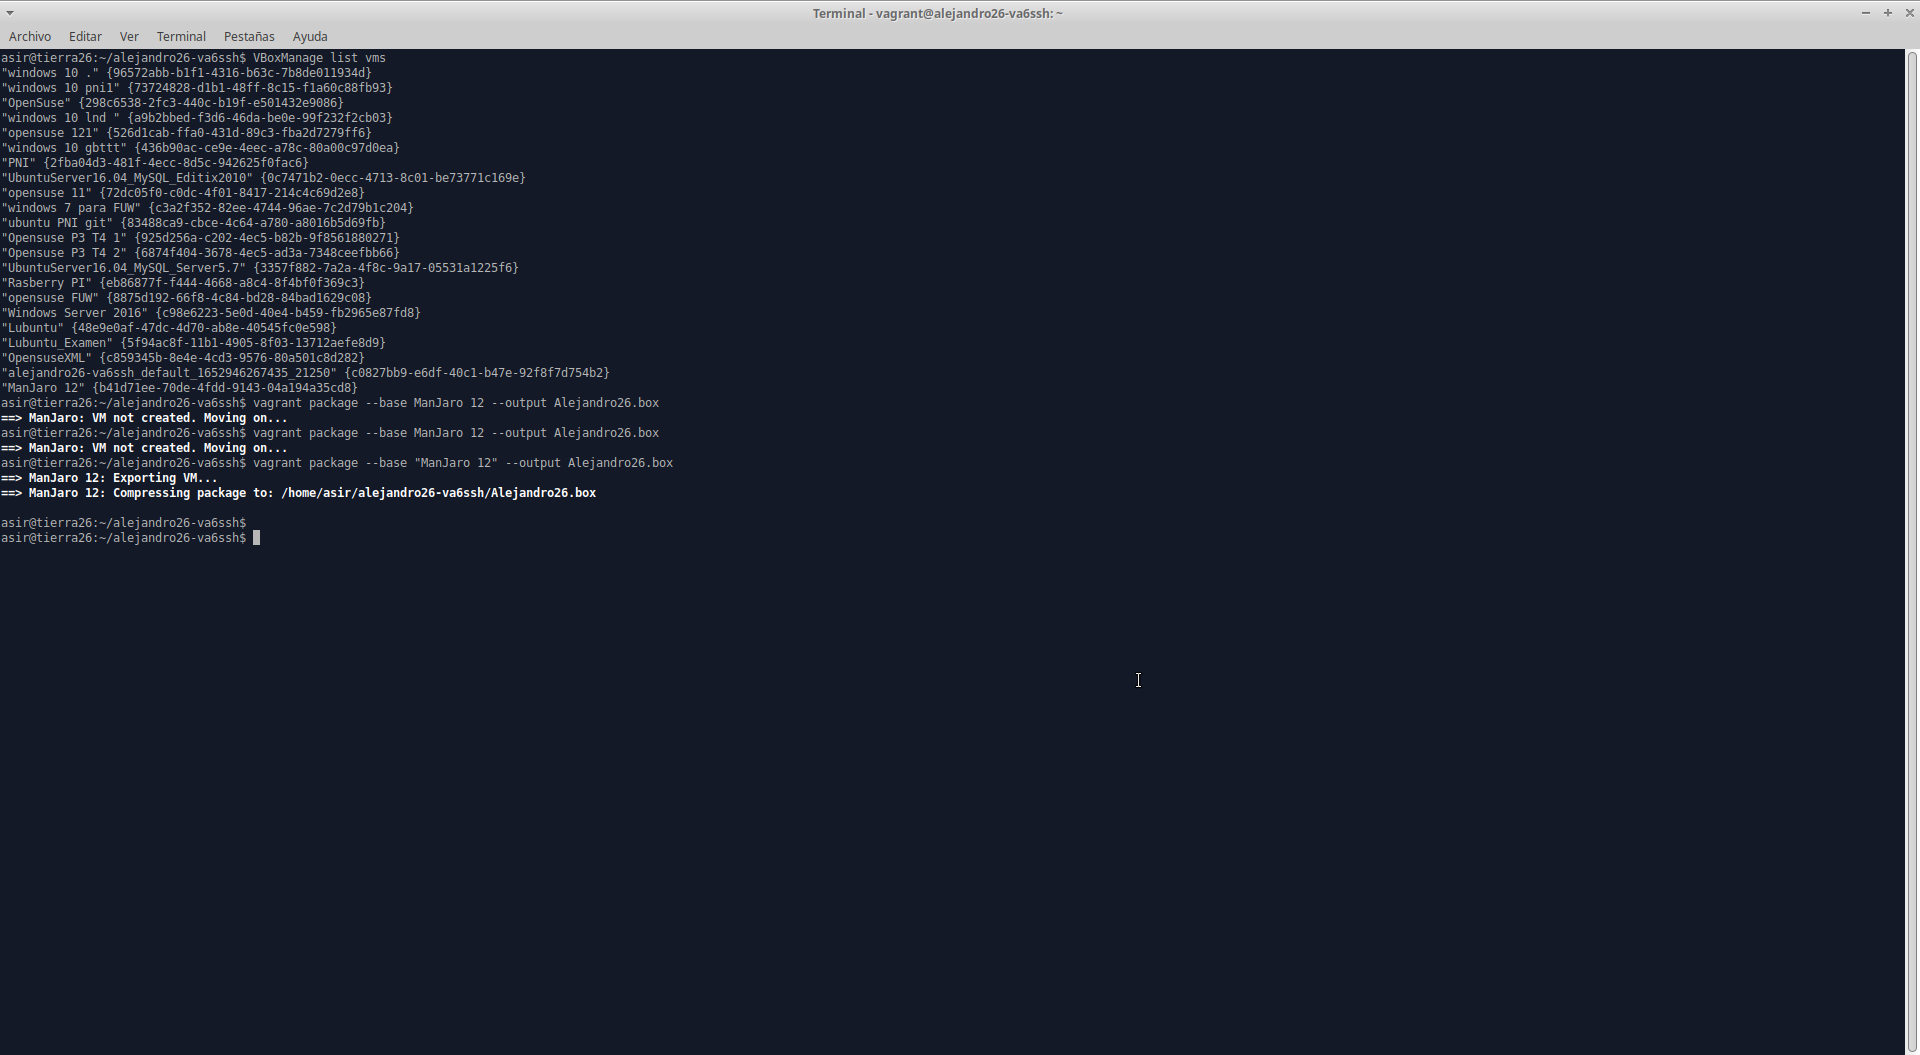 Terminal - vagrant@alejandro26-va6ssh: ~
Archivo Editar Ver Terminal Pestañas Ayuda
asir@tierra26:~/alejandro26-va6ssh$ VBoxManage list vms
"windows 10 ." {96572abb-b1f1-4316-b63c-7b8de011934d}
"windows 10 pni1" {73724828-d1b1-48ff-8c15-f1a60c88fb93}
"OpenSuse" {298c6538-2fc3-440c-b19f-e501432e9086}
"windows 10 lnd " {a9b2bbed-f3d6-46da-be0e-99f232f2cb03}
"opensuse 121" {526d1cab-ffa0-431d-89c3-fba2d7279ff6}
"windows 10 gbttt" {436b90ac-ce9e-4eec-a78c-80a00c97d0ea}
"PNI" {2fba04d3-481f-4ecc-8d5c-942625f0fac6}
"UbuntuServer16.04_MySQL_Editix2010" {0c7471b2-0ecc-4713-8c01-be73771c169e}
"opensuse 11" {72dc05f0-c0dc-4f01-8417-214c4c69d2e8}
"windows 7 para FUW" {c3a2f352-82ee-4744-96ae-7c2d79b1c204}
"ubuntu PNI git" {83488ca9-cbce-4c64-a780-a8016b5d69fb}
"Opensuse P3 T4 1" {925d256a-c202-4ec5-b82b-9f8561880271}
"Opensuse P3 T4 2" {6874f404-3678-4ec5-ad3a-7348ceefbb66}
"UbuntuServer16.04_MySQL_Server5.7" {3357f882-7a2a-4f8c-9a17-05531a1225f6}
"Rasberry PI" {eb86877f-f444-4668-a8c4-8f4bf0f369c3}
"opensuse FUW" {8875d192-66f8-4c84-bd28-84bad1629c08}
"Windows Server 2016" {c98e6223-5e0d-40e4-b459-fb2965e87fd8}
"Lubuntu" {48e9e0af-47dc-4d70-ab8e-40545fc0e598}
"Lubuntu_Examen" {5f94ac8f-11b1-4905-8f03-13712aefe8d9}
"OpensuseXML" {c859345b-8e4e-4cd3-9576-80a501c8d282}
"alejandro26-va6ssh_default_1652946267435_21250" {c0827bb9-e6df-40c1-b47e-92f8f7d754b2}
"ManJaro 12" {b41d71ee-70de-4fdd-9143-04a194a35cd8}
asir@tierra26:~/alejandro26-va6ssh$ vagrant package --base ManJaro 12 --output Alejandro26.box
==> ManJaro: VM not created. Moving on...
asir@tierra26:~/alejandro26-va6ssh$ vagrant package --base ManJaro 12 --output Alejandro26.box
==> ManJaro: VM not created. Moving on...
asir@tierra26:~/alejandro26-va6ssh$ vagrant package --base "ManJaro 12" --output Alejandro26.box
==> ManJaro 12: Exporting VM...
==> ManJaro 12: Compressing package to: /home/asir/alejandro26-va6ssh/Alejandro26.box
asir@tierra26:~/alejandro26-va6ssh$
asir@tierra26:~/alejandro26-va6ssh$